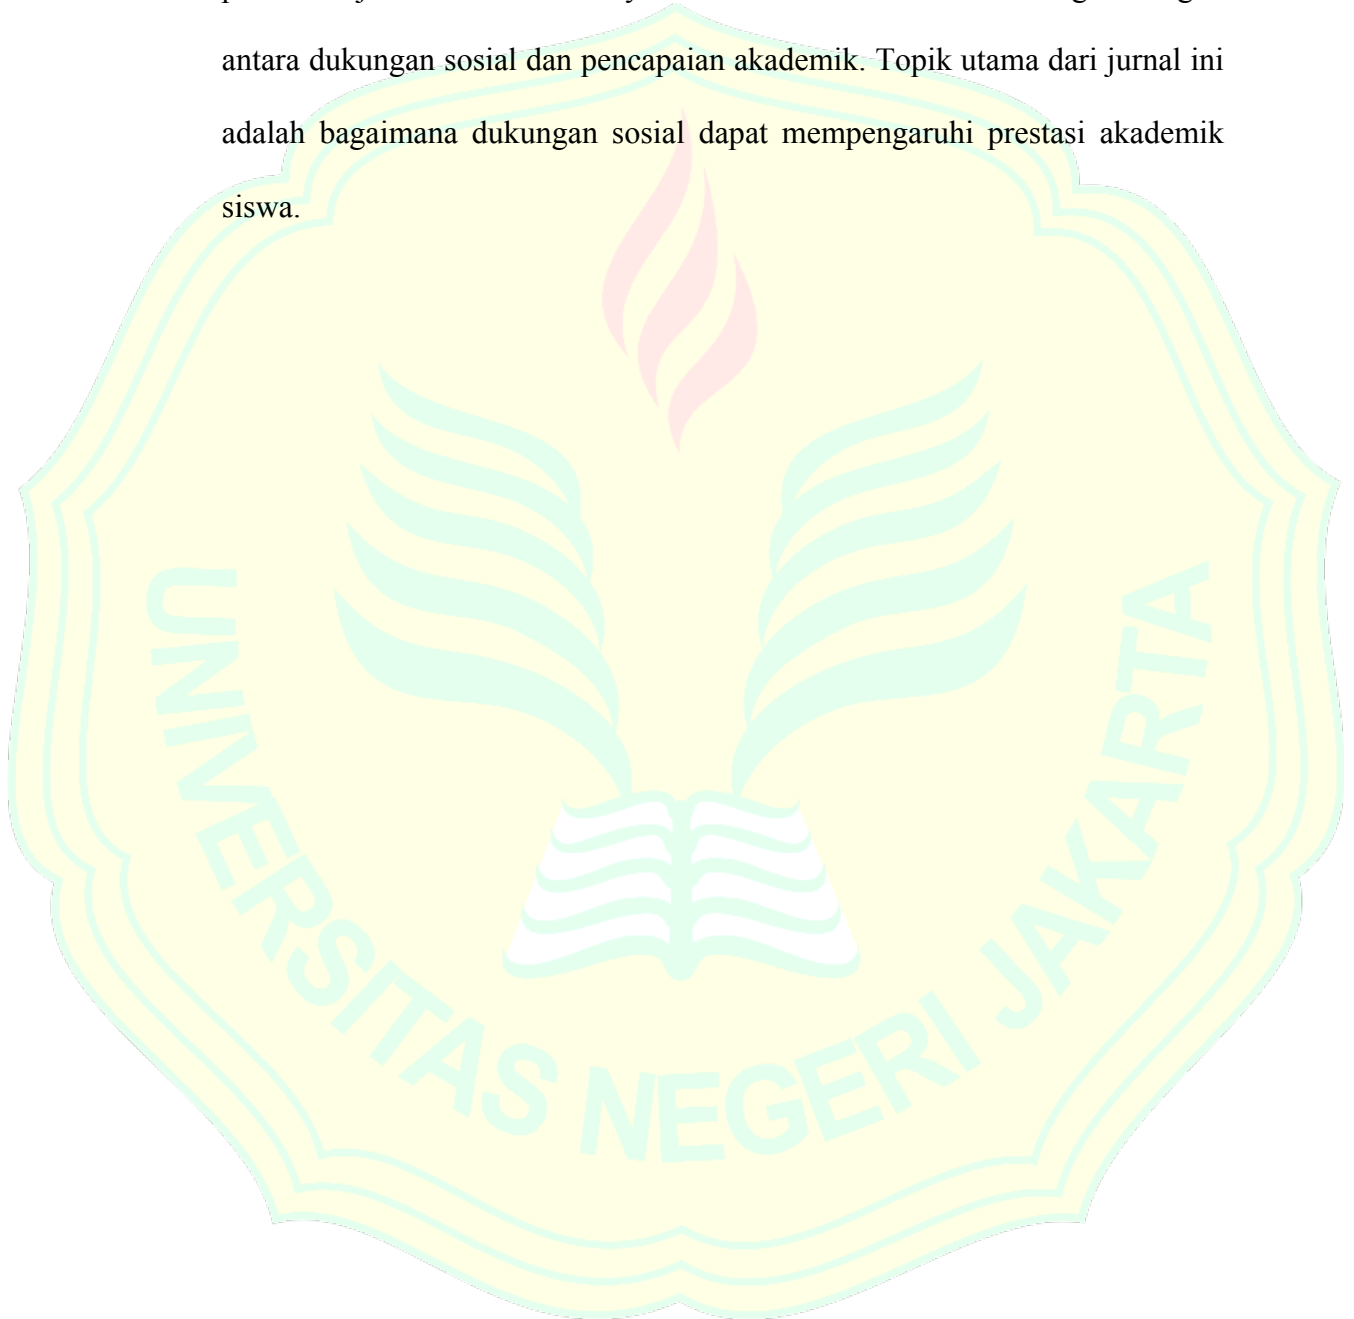 antara dukungan sosial dan pencapaian akademik. Topik utama dari jurnal ini
adalah bagaimana dukungan sosial dapat mempengaruhi prestasi akademik
siswa.
UNIVERSITAS NEGERI JAKARTA